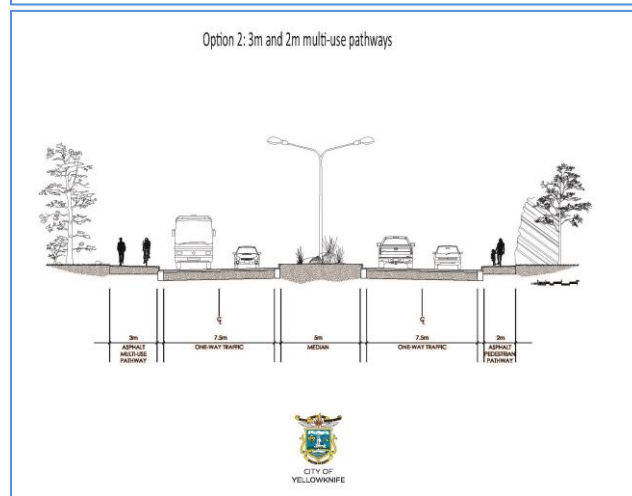 Option 2: 3m and 2m multi-use pathways
3m
ASPHALT
MULTI-USE
PATHWAY
7.5m
ONE-WAY TRAFFIC
5m
MEDIAN
7.5m
ONE-WAY TRAFFIC
2m
ASPHALT
PEDESTRIAN
PATHWAY
CITY OF
YELLOWKNIFE